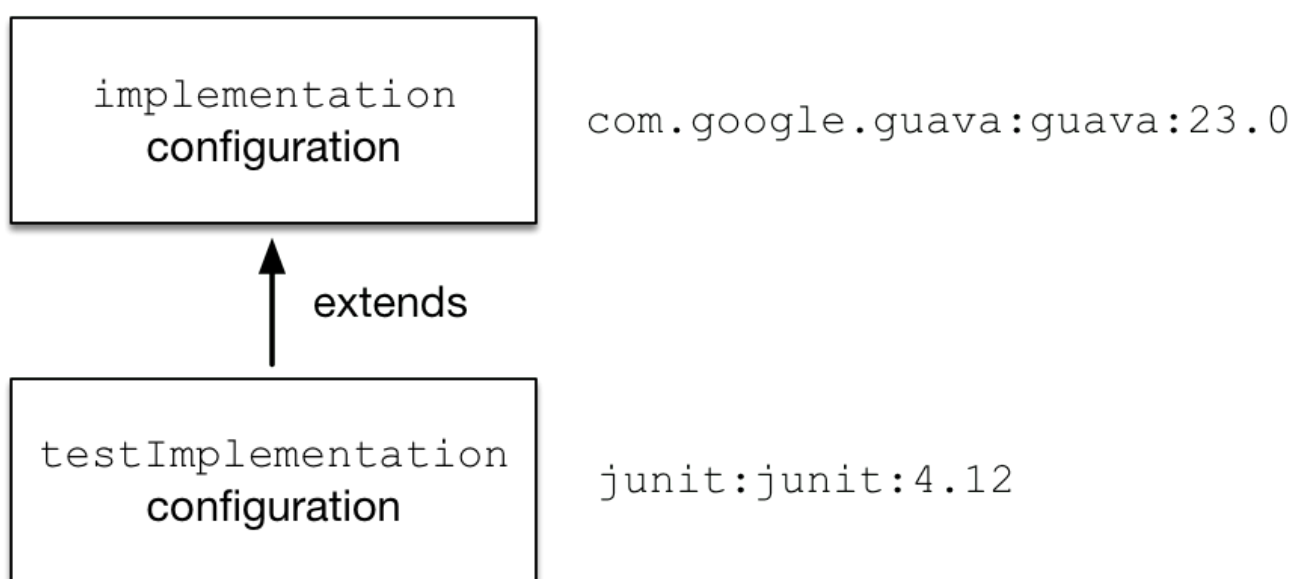 implementation
configuration
com.google.guava:guava:23.0
extends
testImplementation
configuration
junit:junit:4.12